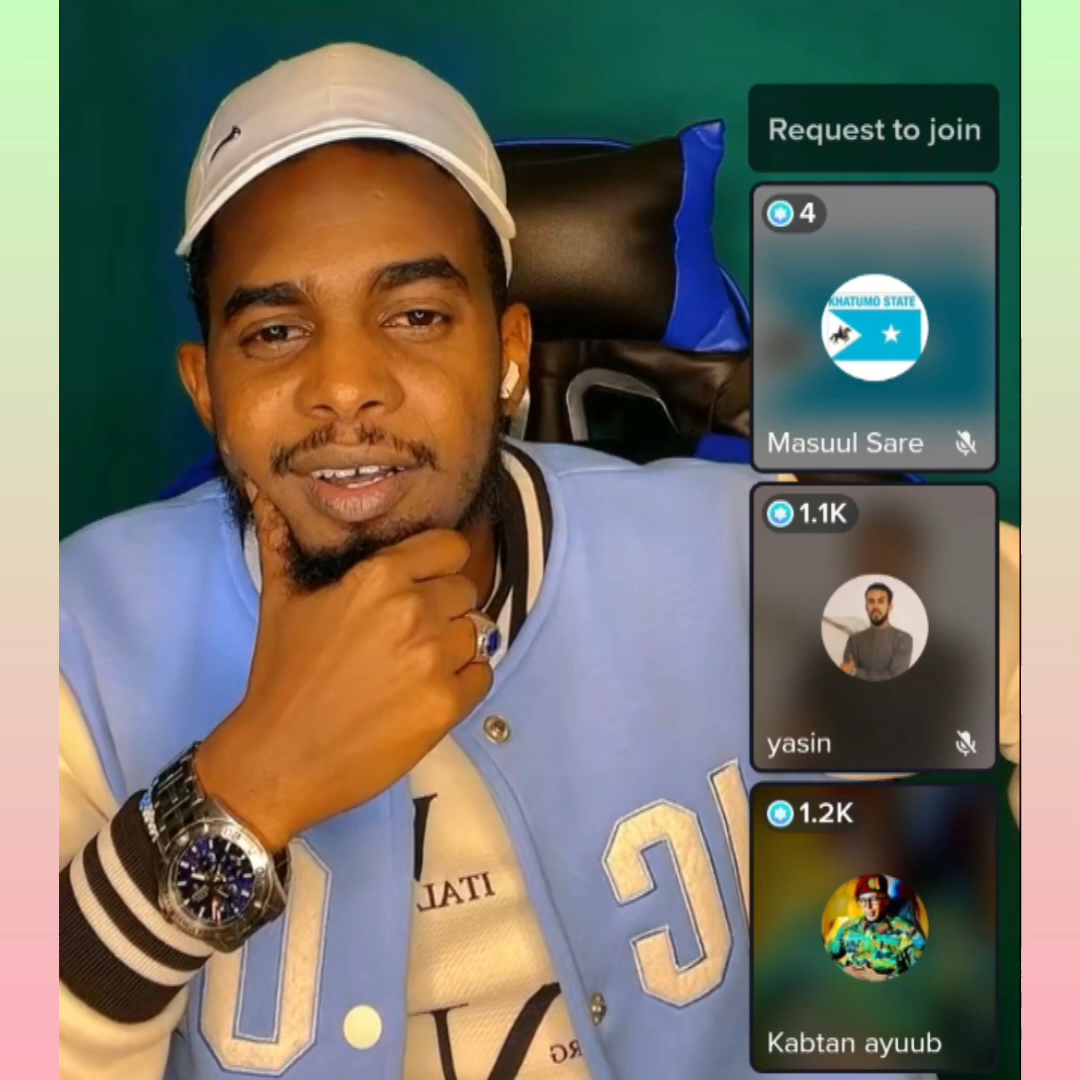 Request to join
4
KHATUMO STATE
Masuul Sare
1.1K
yasin
1.2K
Kabtan ayuub
ITAL